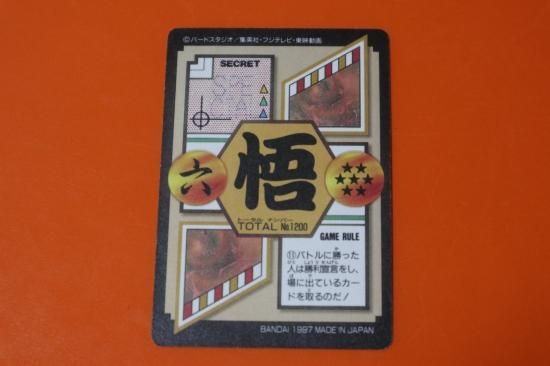 ©バードスタジオ/集英社・フジテレビ・東映動画
SECRET
六
悟
トータル ナンバー
TOTAL No.1200
GAME RULE
⑪バトルに勝った
人は勝利宣言をし、
場に出ているカー
ドを取るのだ!
BANDAI 1997 MADE IN JAPAN